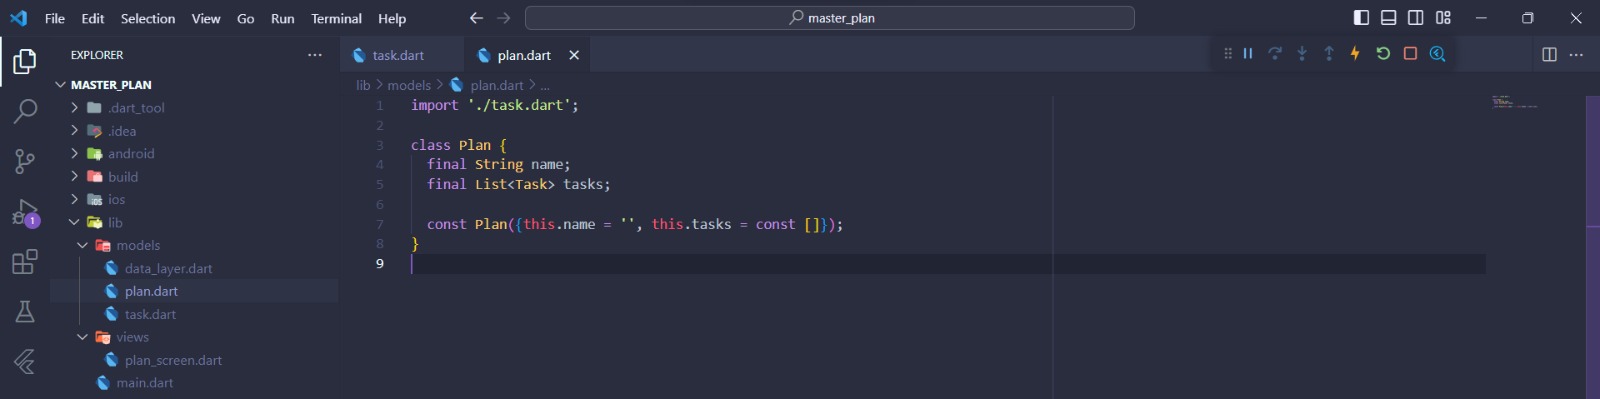 File Edit Selection View Go Run Terminal Help master_plan
EXPLORER
MASTER_PLAN
.dart_tool
.idea
android
build
ios
lib
models
data_layer.dart
plan.dart
task.dart
views
plan_screen.dart
main.dart
1
task.dart plan.dart
lib > models > plan.dart > ...
1 import './task.dart';
2
3 class Plan {
4 final String name;
5 final List<Task> tasks;
6
7 const Plan({this.name = '', this.tasks = const []});
8 }
9